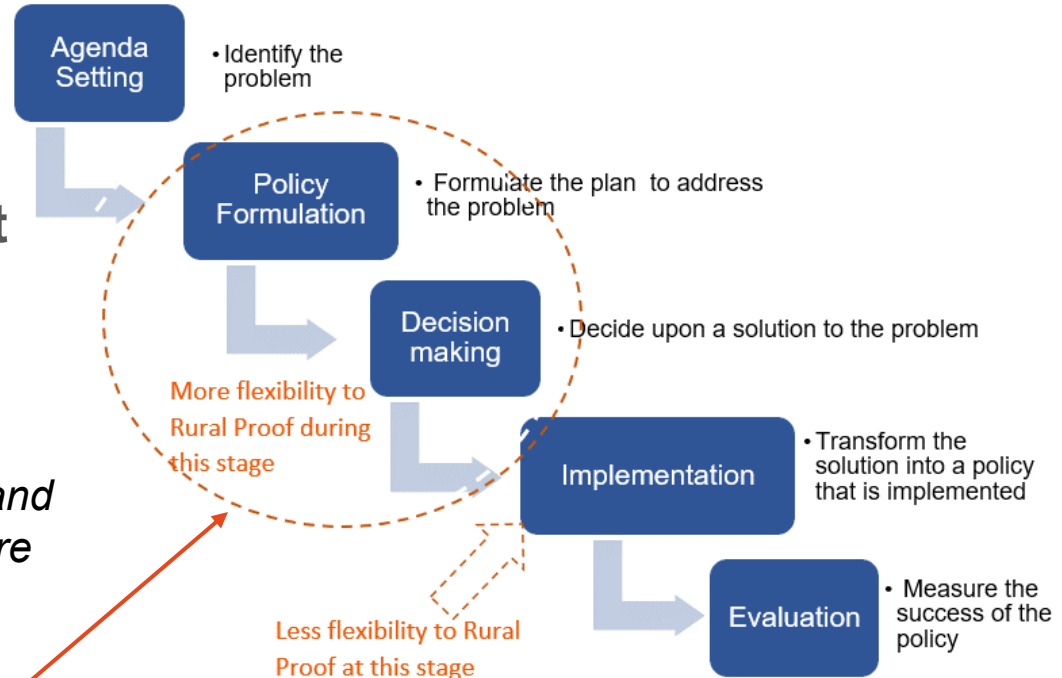 Agenda
Setting
• Identify the
problem
Policy
Formulation
• Formulate the plan to address
the problem
t
Decision
making
• Decide upon a solution to the problem
More flexibility to
Rural Proof during
this stage
Implementation
• Transform the
solution into a policy
that is implemented
and
re
Less flexibility to Rural
Proof at this stage
Evaluation
• Measure the
success of the
policy